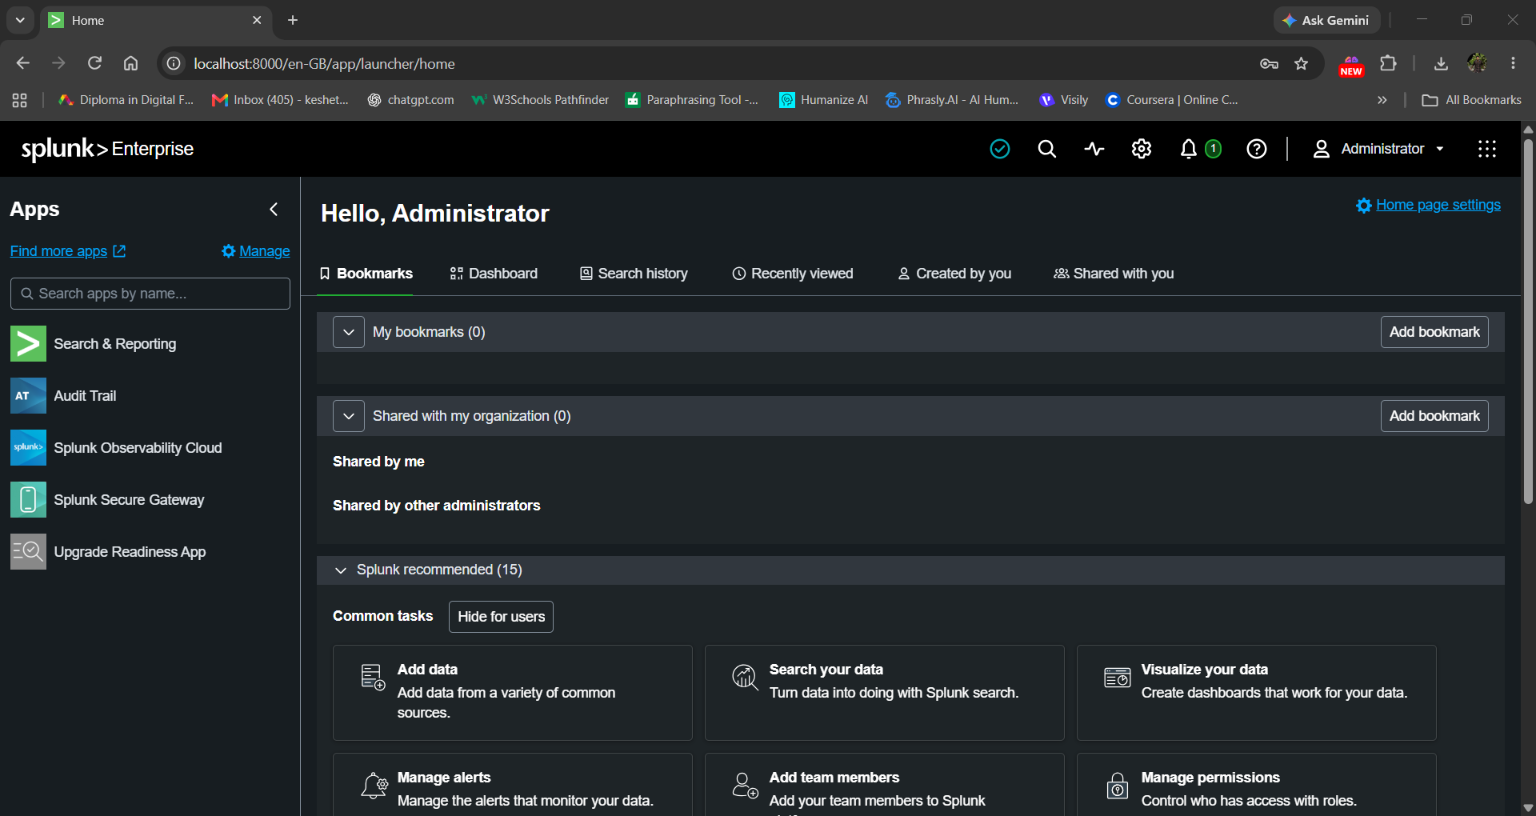 Home
Ask Gemini
localhost:8000/en-GB/app/launcher/home
NEW
Diploma in Digital F...
Inbox (405) - keshet...
chatgpt.com
W3Schools Pathfinder
Paraphrasing Tool -...
Humanize AI
Phrasly.AI - AI Hum...
Visily
Coursera | Online C...
»
All Bookmarks
splunk>Enterprise
1
Administrator
Apps
Find more apps
Manage
Search apps by name...
Search & Reporting
AT
Audit Trail
splunk>
Splunk Observability Cloud
Splunk Secure Gateway
Upgrade Readiness App
Hello, Administrator
Home page settings
Bookmarks
Dashboard
Search history
Recently viewed
Created by you
Shared with you
My bookmarks (0)
Add bookmark
Shared with my organization (0)
Add bookmark
Shared by me
Shared by other administrators
Splunk recommended (15)
Common tasks
Hide for users
Add data
Add data from a variety of common
sources.
Search your data
Turn data into doing with Splunk search.
Visualize your data
Create dashboards that work for your data.
Manage alerts
Manage the alerts that monitor your data.
Add team members
Add your team members to Splunk
Manage permissions
Control who has access with roles.